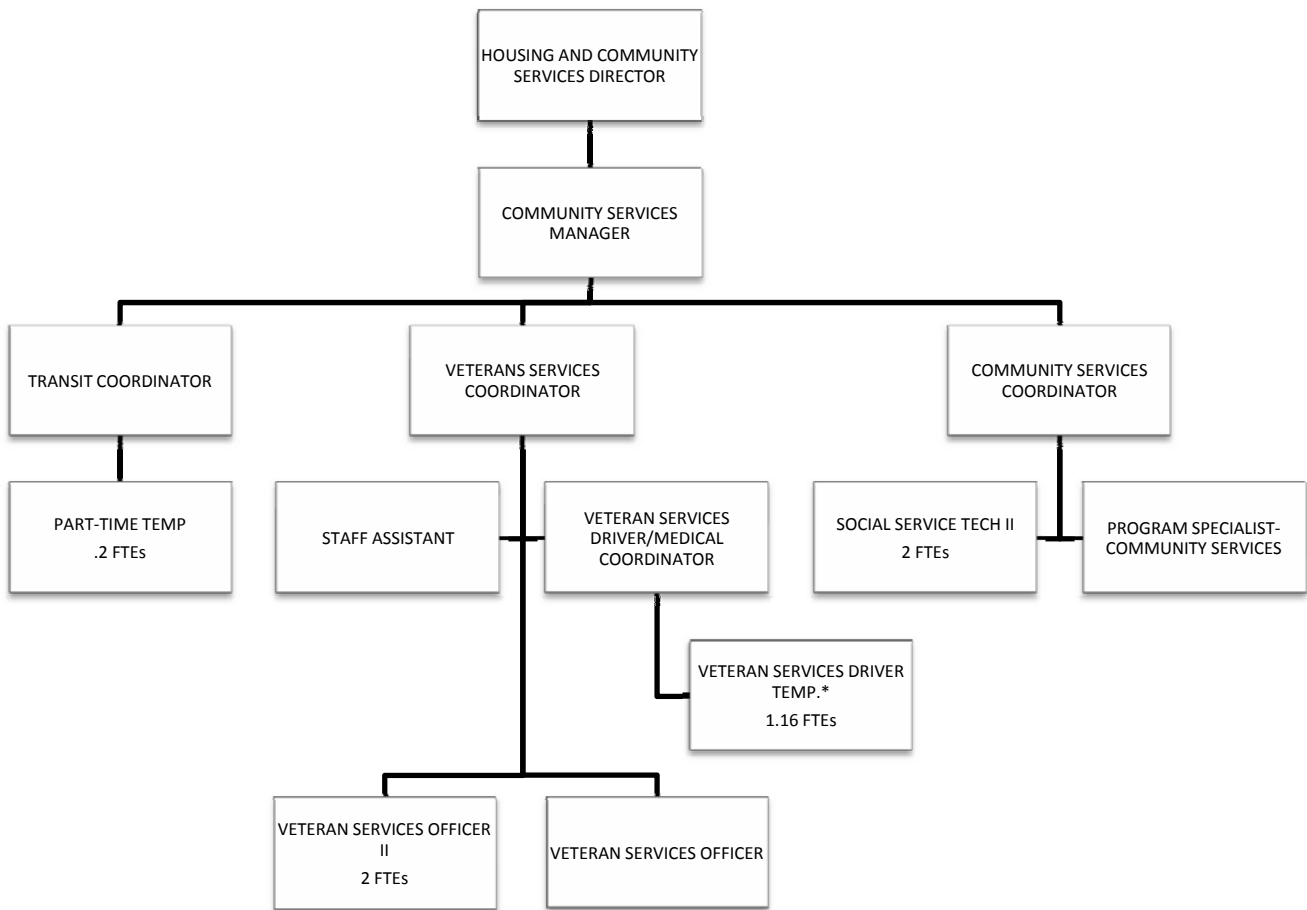 HOUSING AND COMMUNITY
SERVICES DIRECTOR
COMMUNITY SERVICES
MANAGER
TRANSIT COORDINATOR
VETERANS SERVICES
COORDINATOR
COMMUNITY SERVICES
COORDINATOR
PART-TIME TEMP
.2 FTEs
STAFF ASSISTANT
VETERAN SERVICES
DRIVER/MEDICAL
COORDINATOR
SOCIAL SERVICE TECH II
2 FTEs
PROGRAM SPECIALIST-
COMMUNITY SERVICES
VETERAN SERVICES DRIVER
TEMP.*
1.16 FTEs
VETERAN SERVICES OFFICER
II
2 FTEs
VETERAN SERVICES OFFICER